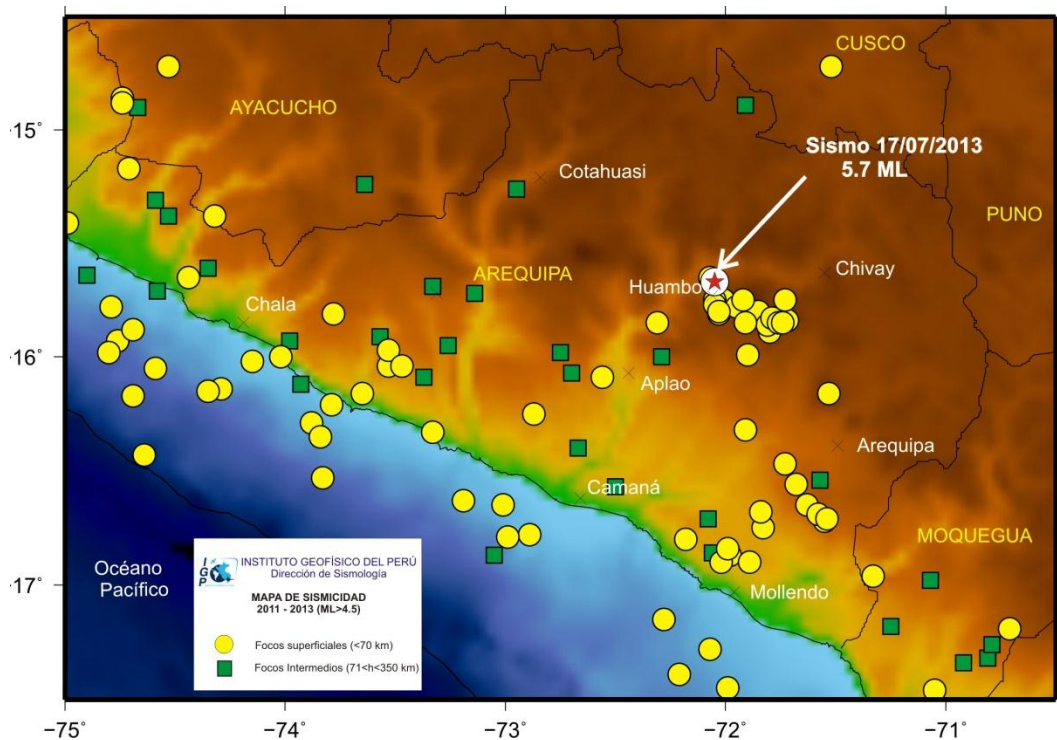 CUSCO
AYACUCHO
Sismo 17/07/2013
5.7 ML
Cotahuasi
PUNO
AREQUIPA
Chivay
Huambo
Chala
Aplao
Arequipa
Camaná
MOQUEGUA
Océano
Pacífico
Mollendo
IGP
INSTITUTO GEOFÍSICO DEL PERÚ
Dirección de Sismología
MAPA DE SISMICIDAD
2011 - 2013 (ML>4.5)
Focos superficiales (<70 km)
Focos Intermedios (71<h<350 km)
-15˚
-16˚
-17˚
−75˚
−74˚
−73˚
−72˚
−71˚